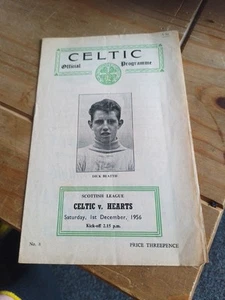 CELTIC
Official Programme
DICK BEATTIE
SCOTTISH LEAGUE
CELTIC v. HEARTS
Saturday, 1st December, 1956
Kick-off 2.15 p.m.
No. 8 PRICE THREEPENCE